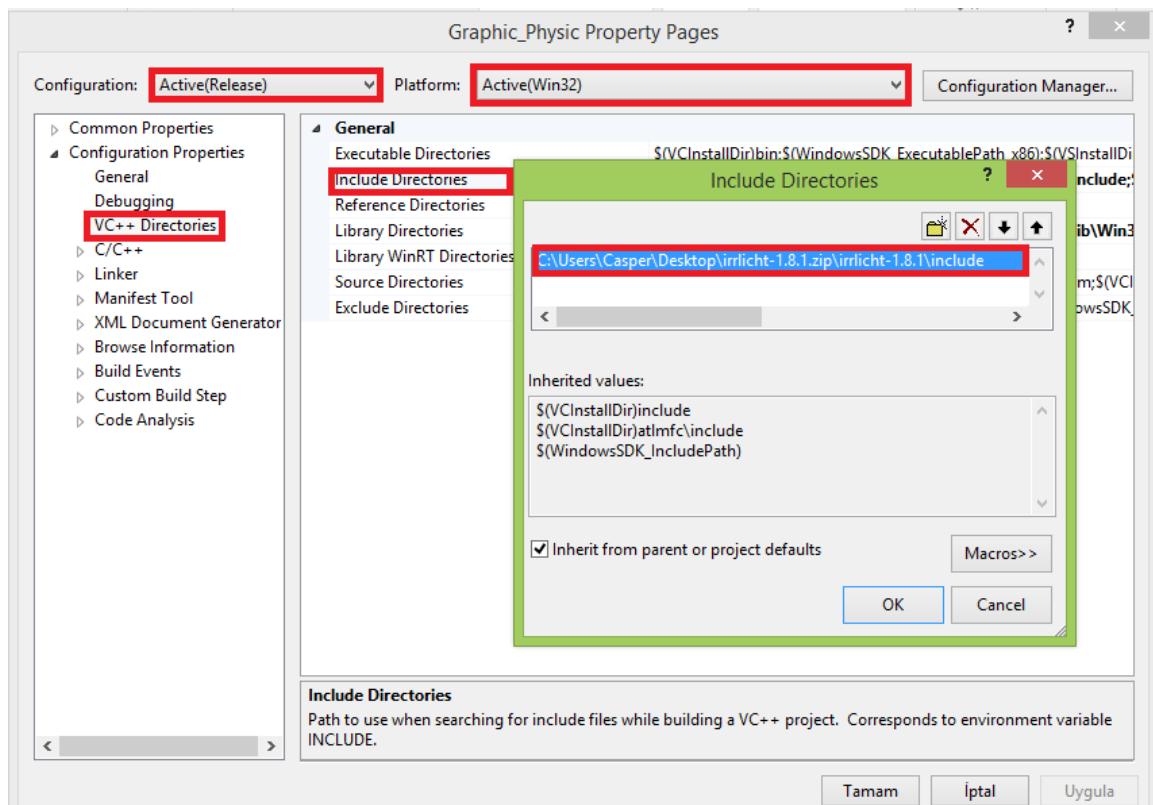 Graphic_Physic Property Pages
?
Configuration: Active(Release) Platform: Active(Win32) Configuration Manager...
Common Properties
Configuration Properties
General
Debugging
VC++ Directories
C/C++
Linker
Manifest Tool
XML Document Generator
Browse Information
Build Events
Custom Build Step
Code Analysis
General
Executable Directories $(VCInstallDir)bin;$(WindowsSDK_ExecutablePath_x86);$(VSInstallDi
Include Directories nclude;
Reference Directories
Library Directories ib\Win3
Library WinRT Directories
Source Directories m;$(VCI
Exclude Directories owsSDK_
Include Directories
?
C:\Users\Casper\Desktop\irrlicht-1.8.1.zip\irrlicht-1.8.1\include
Inherited values:
$(VCInstallDir)include
$(VCInstallDir)atlmfc\include
$(WindowsSDK_IncludePath)
Inherit from parent or project defaults
Macros>>
OK Cancel
Include Directories
Path to use when searching for include files while building a VC++ project. Corresponds to environment variable
INCLUDE.
Tamam İptal Uygula